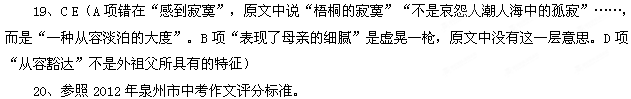 19、C E（A 项错在“感到寂寞”，原文中说“梧桐的寂寞”“不是哀怨人潮人海中的孤寂”……，
而是“一种从容淡泊的大度”。B 项“表现了母亲的细腻”是虚晃一枪，原文中没有这一层意思。D 项
“从容豁达”不是外祖父所具有的特征）
20、参照 2012 年泉州市中考作文评分标准。